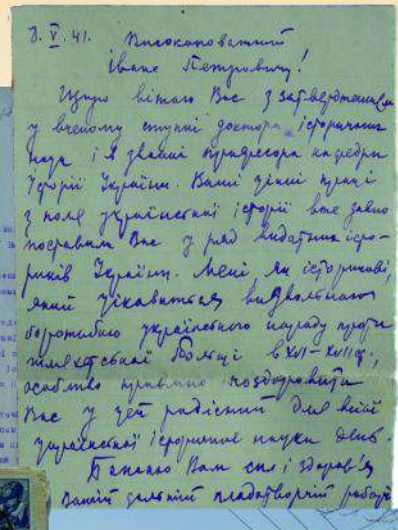 8. V. 41. Високоповажний
Іване Петровичу!
Щиро вітаю Вас з затвердженням
у вченому ступні доктора історичних
наук і в званні професора кафедри
Історії України. Ваші цінні праці
з поля української історії вже давно
поставили Вас у ряд видатних істо-
риків України. Мені як історикові,
який цікавиться визвольною
боротьбою українського народу проти
шляхетської Польщі в XVI–XVII ст.,
особливо приємно поздоровити
Вас у цей радісний для всієї
української історичної науки день.
Бажаю Вам сил і здоров'я
Вашій дальшій плодотворній роботі